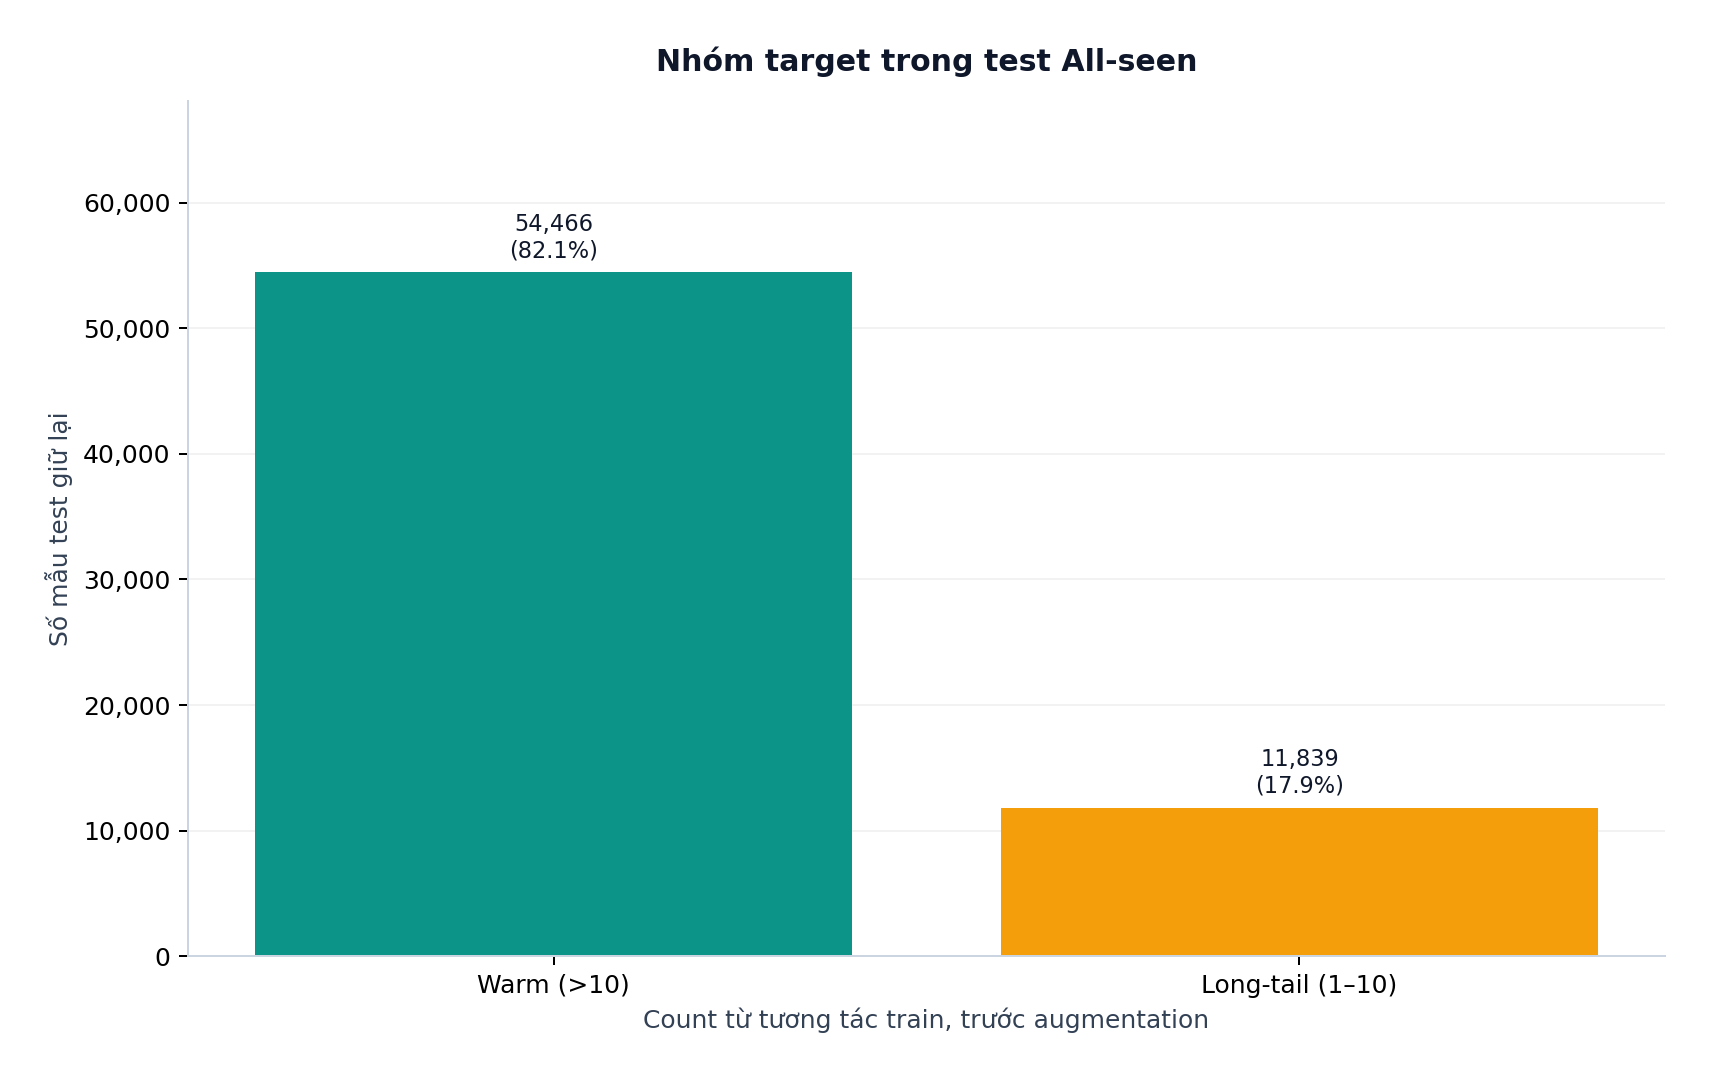 Nhóm target trong test All-seen
Số mẫu test giữ lại
60,000
50,000
40,000
30,000
20,000
10,000
0
54,466
(82.1%)
11,839
(17.9%)
Warm (>10)
Long-tail (1–10)
Count từ tương tác train, trước augmentation